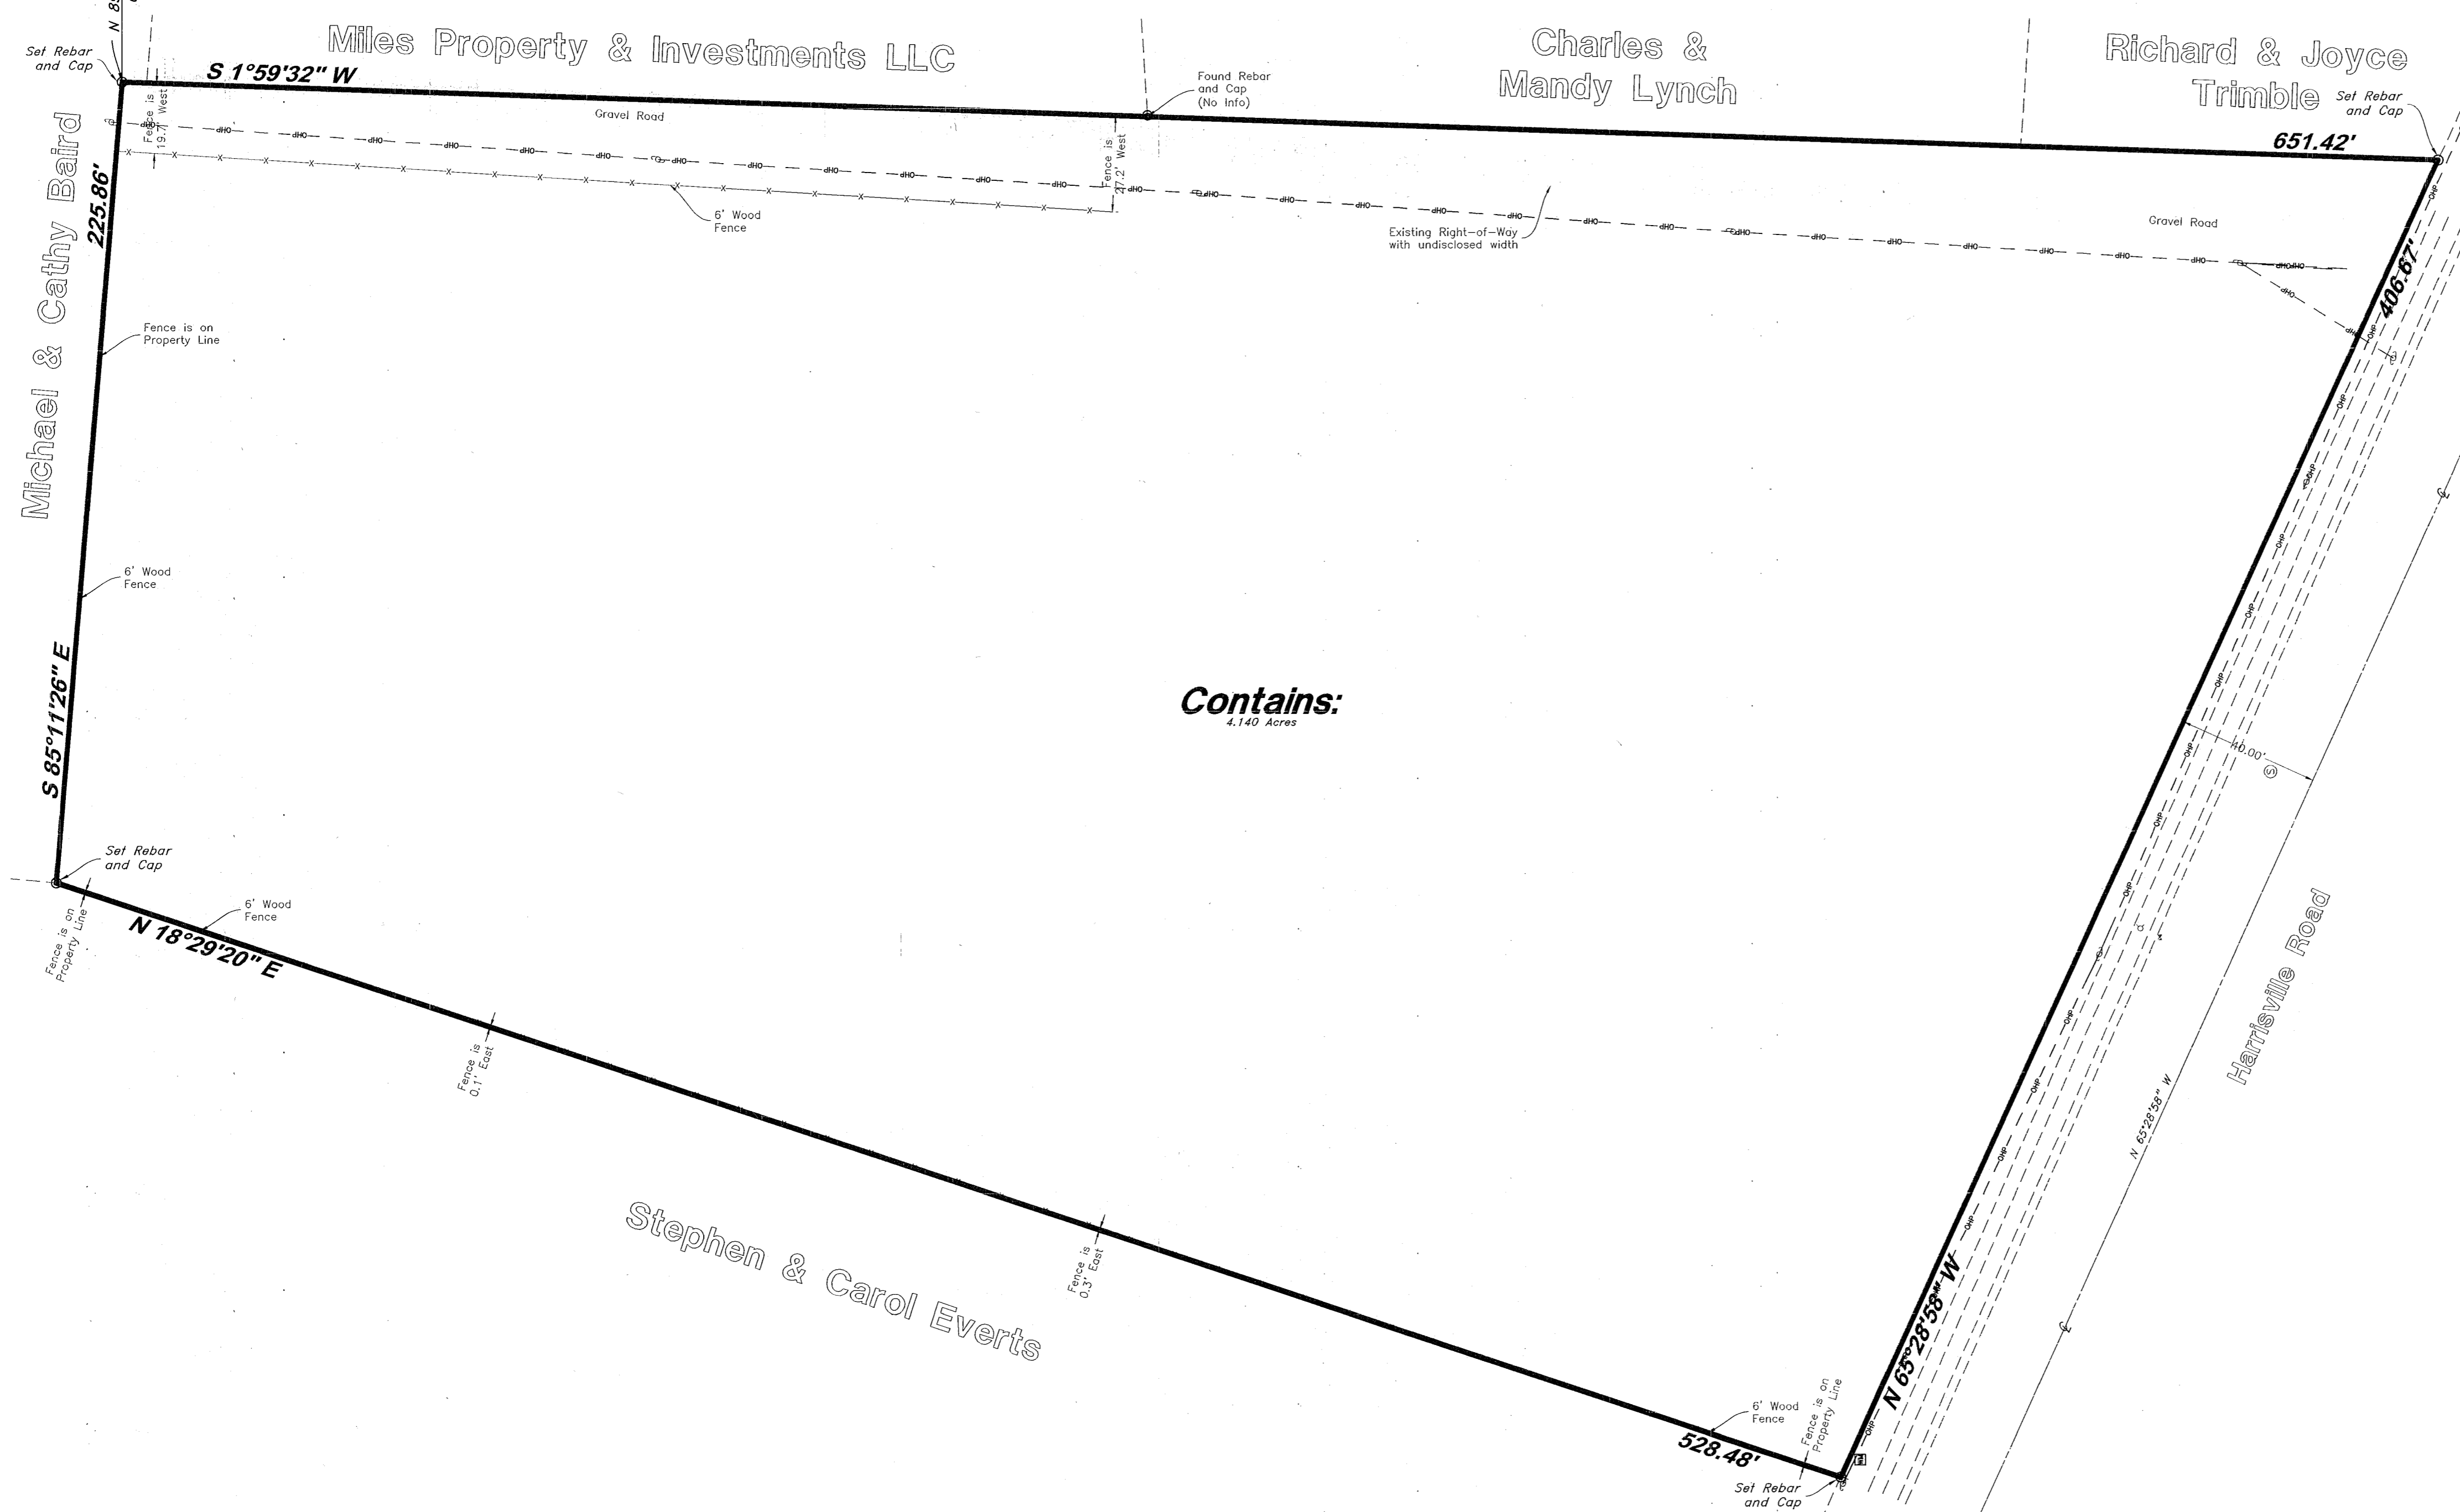 N 89
Set Rebar
and Cap
S 1°59'32" W
Miles Property & Investments LLC
Charles &
Mandy Lynch
Richard & Joyce
Trimble
Set Rebar
and Cap
651.42'
Found Rebar
and Cap
(No Info)
Gravel Road
Fence is
19.7' West
Fence is
27.2' West
6' Wood
Fence
Existing Right-of-Way
with undisclosed width
Gravel Road
406.67'
Michael & Cathy Baird
225.86'
Fence is on
Property Line
6' Wood
Fence
S 85°11'26" E
Contains:
4.140 Acres
40.00'
S
Set Rebar
and Cap
6' Wood
Fence
Fence is on
Property Line
N 18°29'20" E
Fence is
0.1' East
Harrisville Road
N 65°28'58" W
Stephen & Carol Everts
Fence is
0.3' East
N 65°28'58" W
6' Wood
Fence
Fence is on
Property Line
528.48'
W
Set Rebar
and Cap
OHP